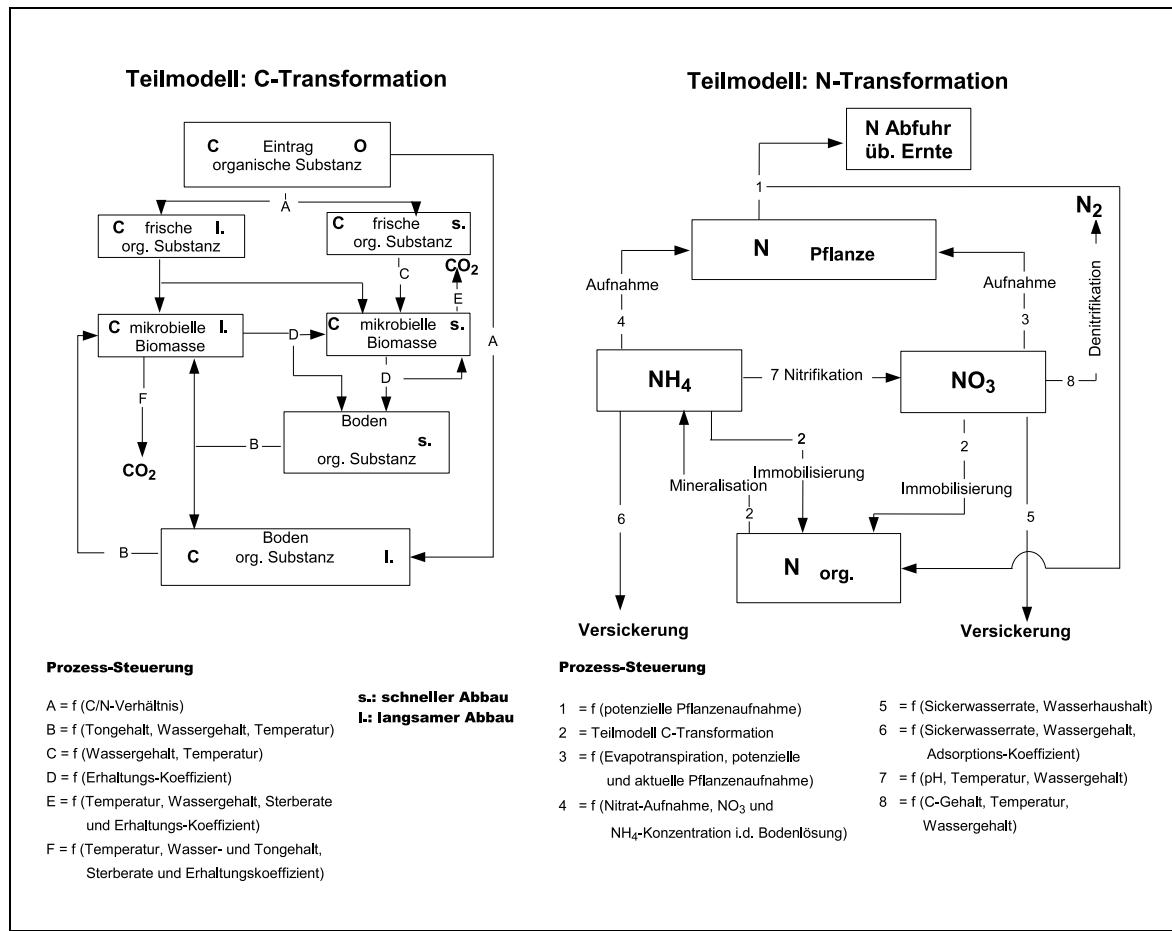 Teilmodell: C-Transformation
C Eintrag O
organische Substanz
A
C frische l.
org. Substanz
C frische s.
org. Substanz
CO2
C
E
C mikrobielle l.
Biomasse
D
C mikrobielle s.
Biomasse
A
D
F
CO2
B
Boden
s.
org. Substanz
B
Boden
C org. Substanz l.
Prozess-Steuerung
A = f (C/N-Verhältnis)
B = f (Tongehalt, Wassergehalt, Temperatur)
C = f (Wassergehalt, Temperatur)
D = f (Erhaltungs-Koeffizient)
E = f (Temperatur, Wassergehalt, Sterberate
und Erhaltungs-Koeffizient)
F = f (Temperatur, Wasser- und Tongehalt,
Sterberate und Erhaltungskoeffizient)
s.: schneller Abbau
l.: langsamer Abbau
Teilmodell: N-Transformation
N Abfuhr
üb. Ernte
1
N2
N Pflanze
Aufnahme
Aufnahme
Denitrifikation
4
3
NH4
7 Nitrifikation
NO3
8
2
2
Immobilisierung
Mineralisation
Immobilisierung
6
2
5
N org.
Versickerung
Versickerung
Prozess-Steuerung
1 = f (potenzielle Pflanzenaufnahme)
2 = Teilmodell C-Transformation
3 = f (Evapotranspiration, potenzielle
und aktuelle Pflanzenaufnahme)
4 = f (Nitrat-Aufnahme, NO3 und
NH4-Konzentration i.d. Bodenlösung)
5 = f (Sickerwasserrate, Wasserhaushalt)
6 = f (Sickerwasserrate, Wassergehalt,
Adsorptions-Koeffizient)
7 = f (pH, Temperatur, Wassergehalt)
8 = f (C-Gehalt, Temperatur,
Wassergehalt)